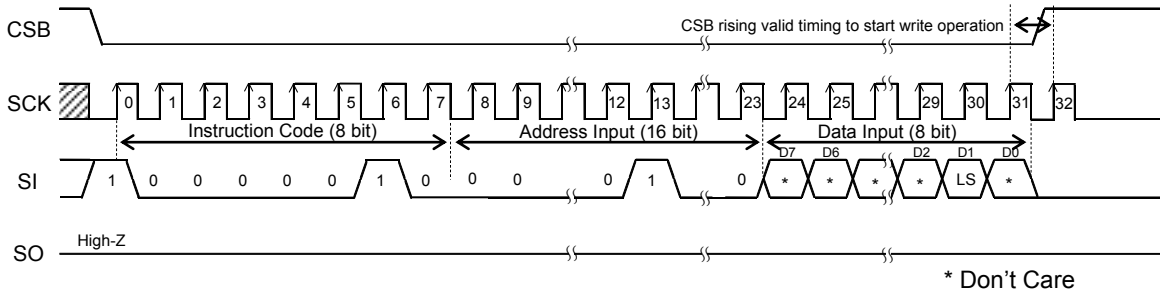 CSB
CSB rising valid timing to start write operation
SCK
0 1 2 3 4 5 6 7 8 9 12 13 23 24 25 29 30 31 32
Instruction Code (8 bit) Address Input (16 bit) Data Input (8 bit)
D7 D6 D2 D1 D0
SI 1 0 0 0 0 0 1 0 0 0 0 1 0 * * * * LS *
High-Z
SO
* Don't Care